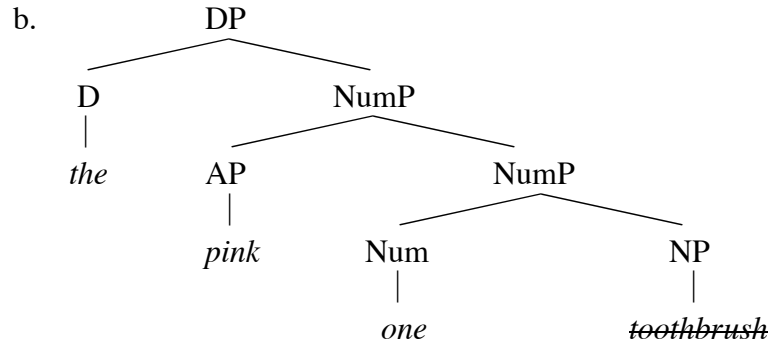 b. DP
D NumP
the AP NumP
pink Num NP
one toothbrush